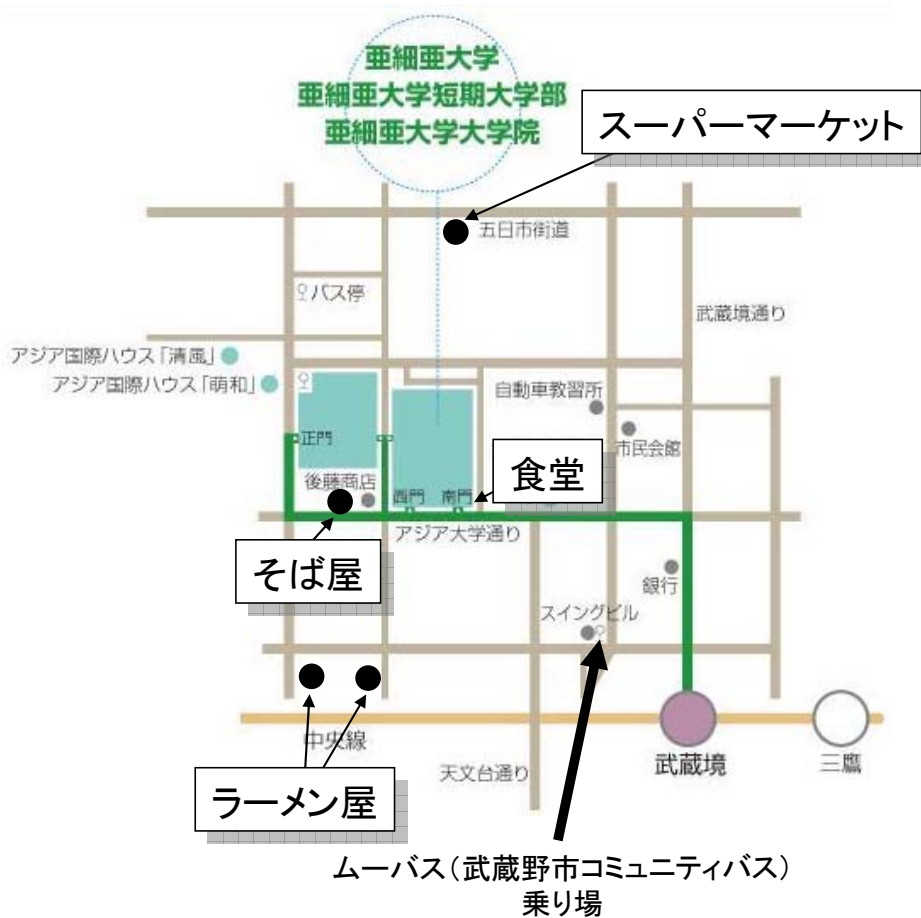 亜細亜大学
亜細亜大学短期大学部
亜細亜大学大学院
スーパーマーケット
五日市街道
バス停
武蔵境通り
アジア国際ハウス「清風」
アジア国際ハウス「萌和」
自動車教習所
正門
市民会館
後藤商店
西門
南門
食堂
アジア大学通り
そば屋
銀行
スイングビル
中央線
武蔵境
三鷹
天文台通り
ラーメン屋
ムーバス(武蔵野市コミュニティバス)
乗り場